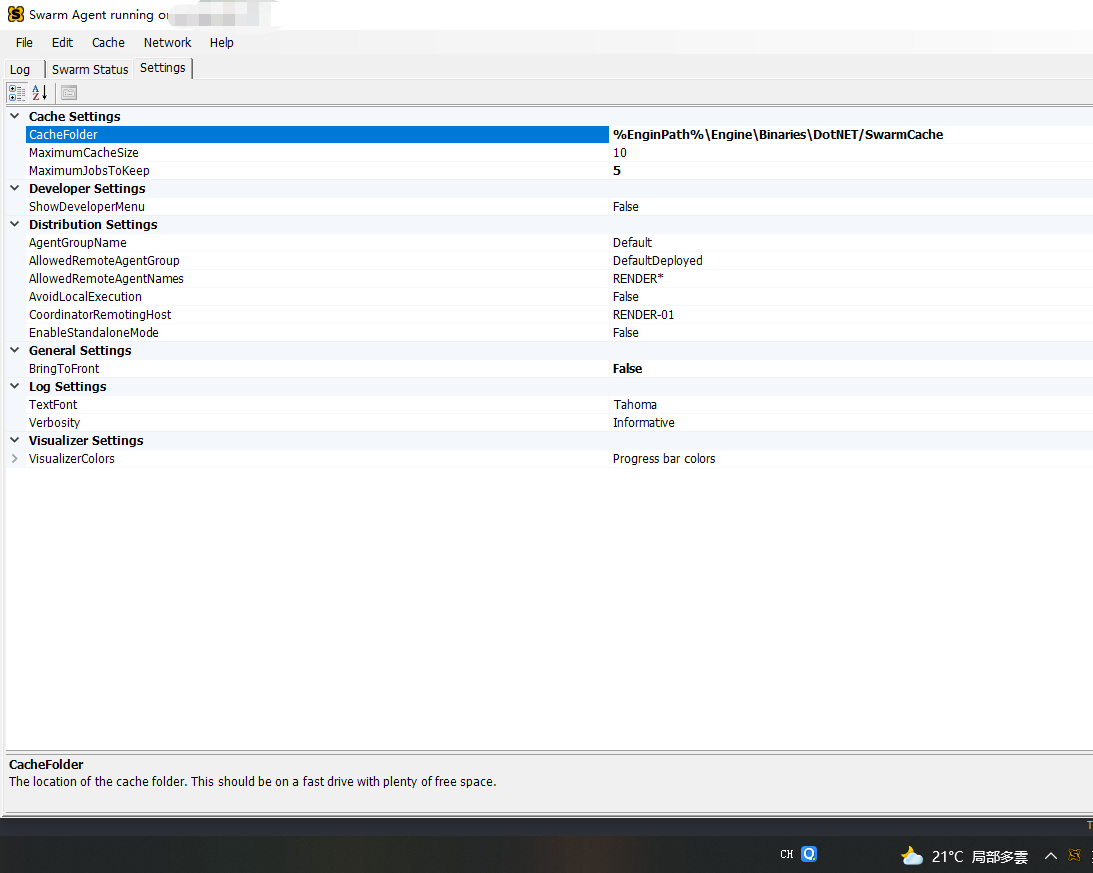 Swarm Agent running
File Edit Cache Network Help
Log Swarm Status Settings
Cache Settings
CacheFolder %EnginPath%\Engine\Binaries\DotNET/SwarmCache
MaximumCacheSize 10
MaximumJobsToKeep 5
Developer Settings
ShowDeveloperMenu False
Distribution Settings
AgentGroupName Default
AllowedRemoteAgentGroup DefaultDeployed
AllowedRemoteAgentNames RENDER*
AvoidLocalExecution False
CoordinatorRemotingHost RENDER-01
EnableStandaloneMode False
General Settings
BringToFront False
Log Settings
TextFont Tahoma
Verbosity Informative
Visualizer Settings
VisualizerColors Progress bar colors
CacheFolder
The location of the cache folder. This should be on a fast drive with plenty of free space.
CH 21°C 局部多雲